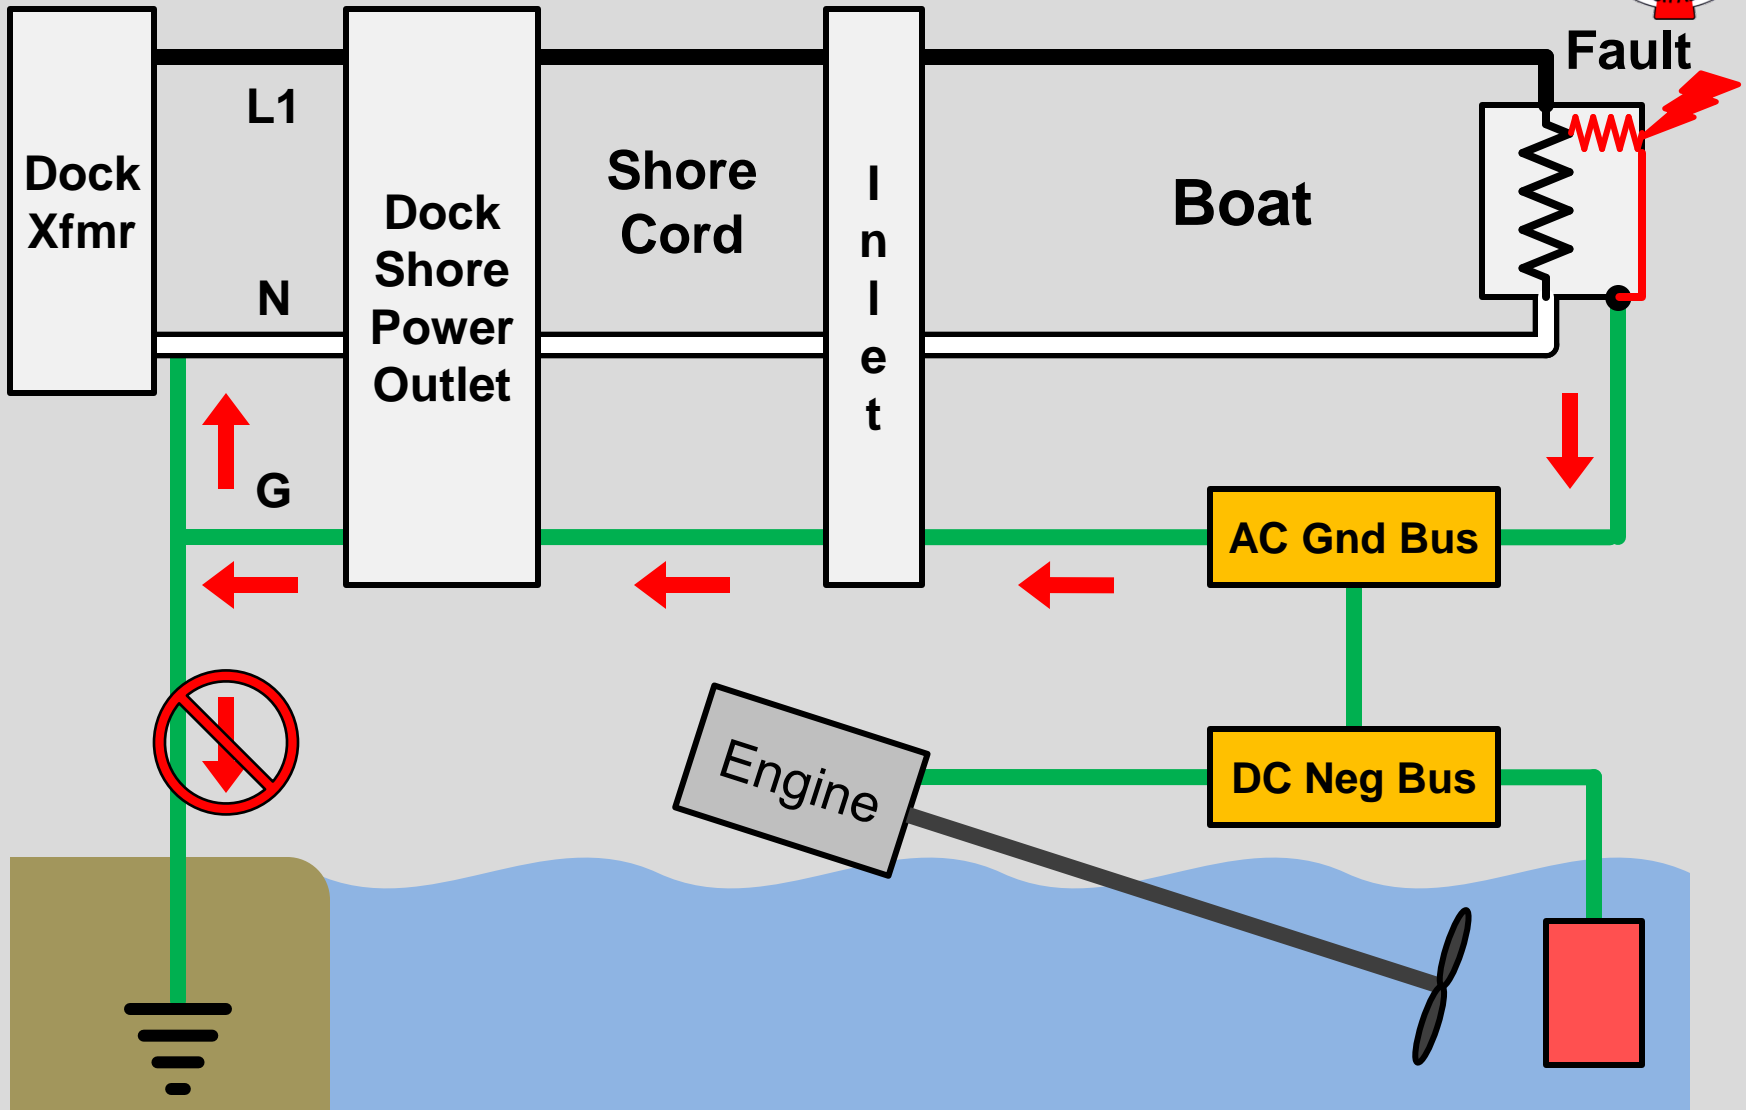 Fault
L1
Dock
Xfmr
N
G
Dock
Shore
Power
Outlet
Shore
Cord
I
n
l
e
t
Boat
AC Gnd Bus
DC Neg Bus
Engine